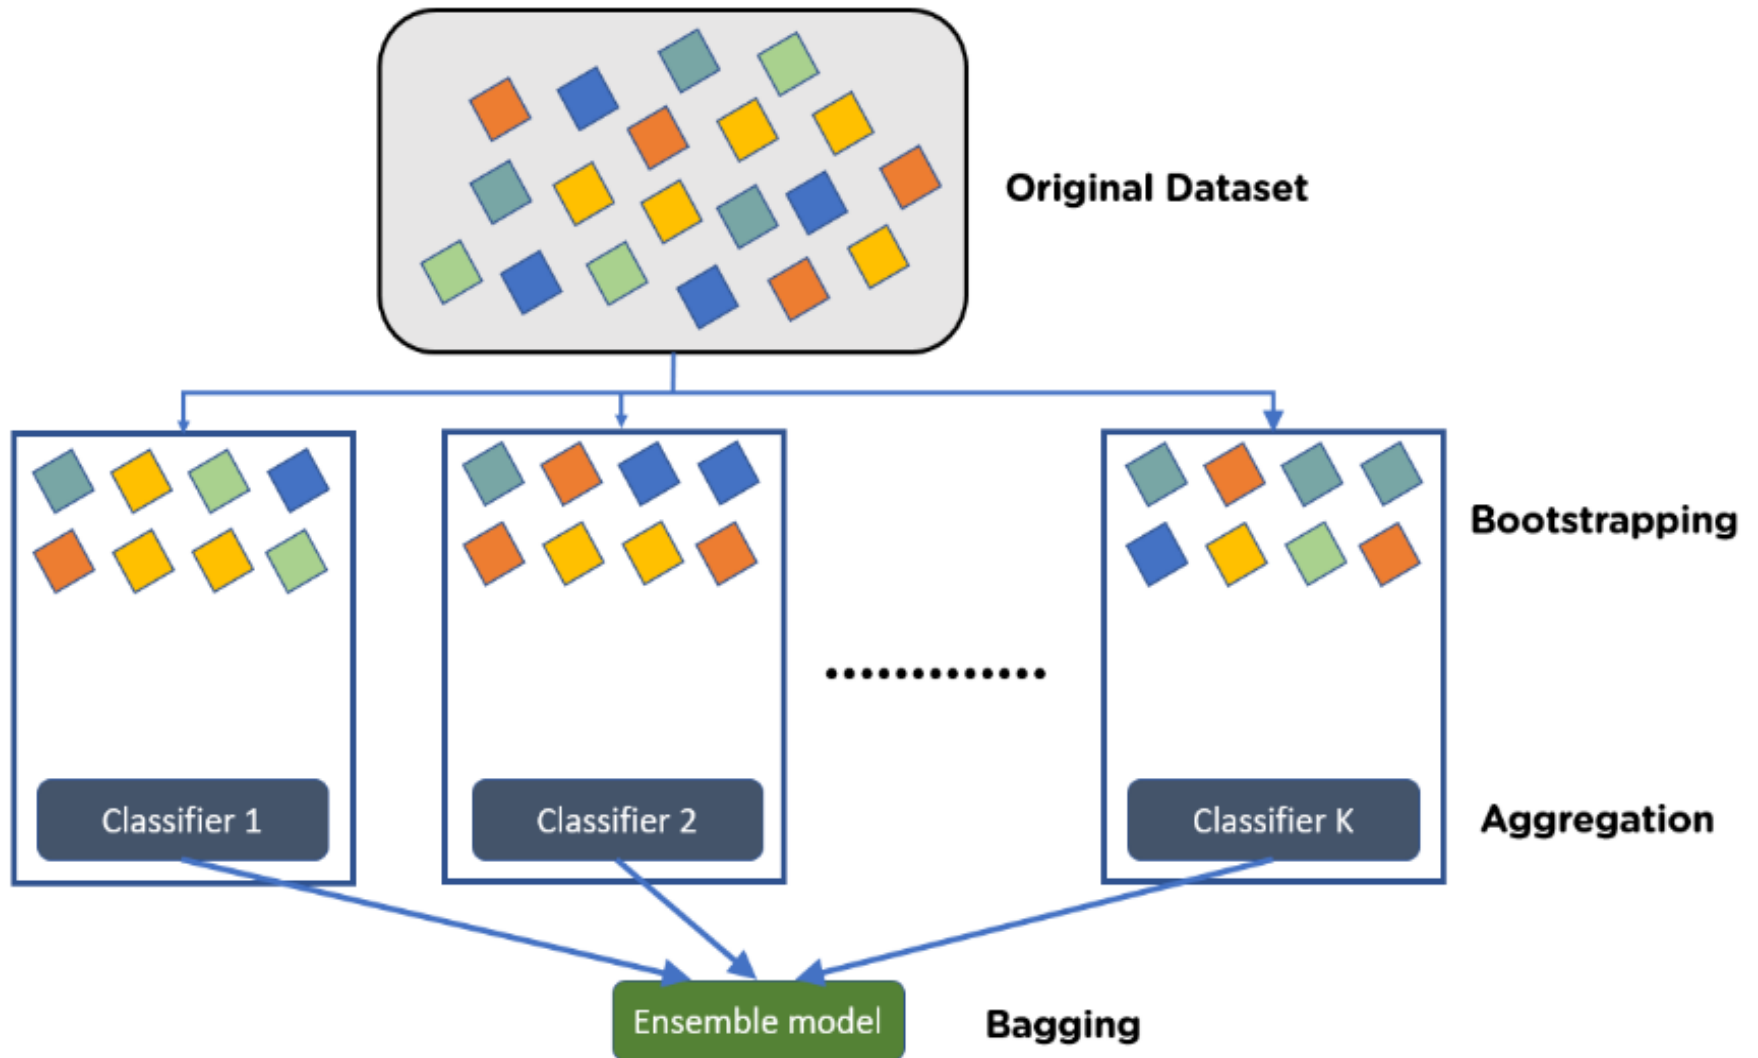 Original Dataset
Bootstrapping
Classifier 1
Classifier 2
Classifier K
Aggregation
Ensemble model
Bagging